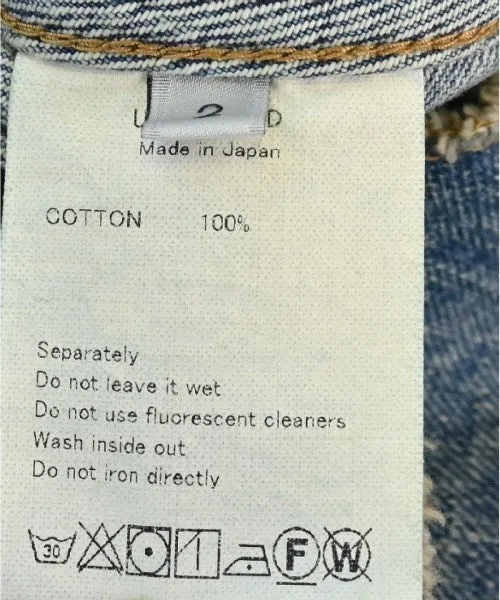 2
Made in Japan
COTTON 100%
Separately
Do not leave it wet
Do not use fluorescent cleaners
Wash inside out
Do not iron directly
30 F W